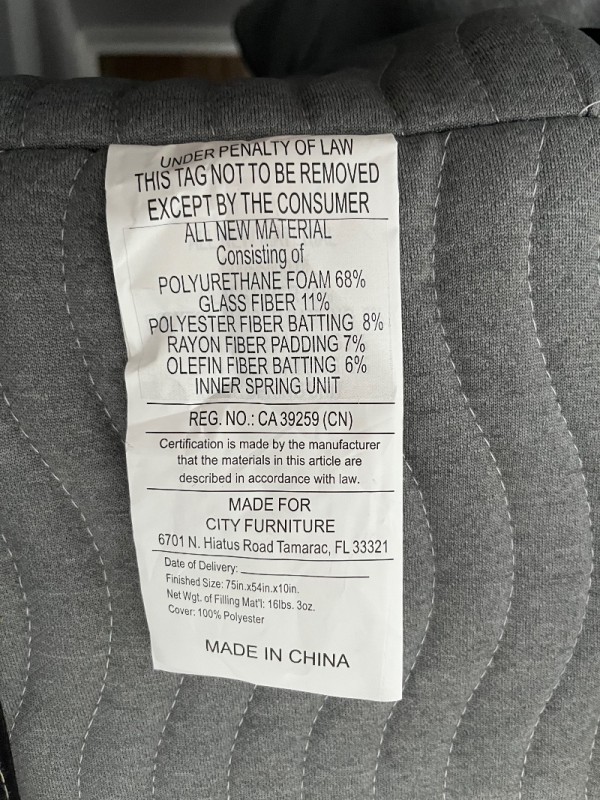 UNDER PENALTY OF LAW
THIS TAG NOT TO BE REMOVED
EXCEPT BY THE CONSUMER
ALL NEW MATERIAL
Consisting of
POLYURETHANE FOAM 68%
GLASS FIBER 11%
POLYESTER FIBER BATTING 8%
RAYON FIBER PADDING 7%
OLEFIN FIBER BATTING 6%
INNER SPRING UNIT
REG. NO.: CA 39259 (CN)
Certification is made by the manufacturer
that the materials in this article are
described in accordance with law.
MADE FOR
CITY FURNITURE
6701 N. Hiatus Road Tamarac, FL 33321
Date of Delivery:
Finished Size: 75in.x54in.x10in.
Net Wgt. of Filling Mat'l: 16lbs. 3oz.
Cover: 100% Polyester
MADE IN CHINA